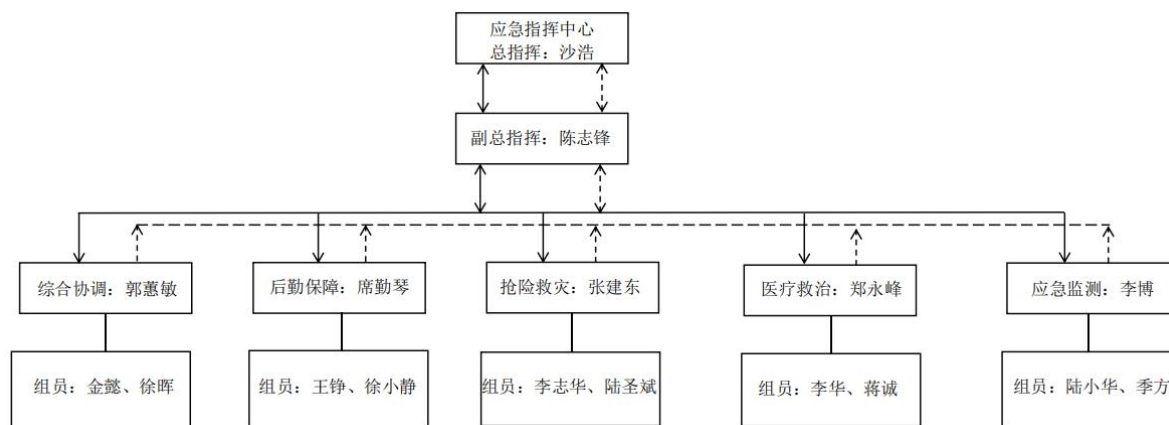 应急指挥中心
总指挥：沙浩
副总指挥：陈志锋
综合协调：郭蕙敏
后勤保障：席勤琴
抢险救灾：张建东
医疗救治：郑永峰
应急监测：李博
组员：金懿、徐晖
组员：王铮、徐小静
组员：李志华、陆圣斌
组员：李华、蒋诚
组员：陆小华、季方